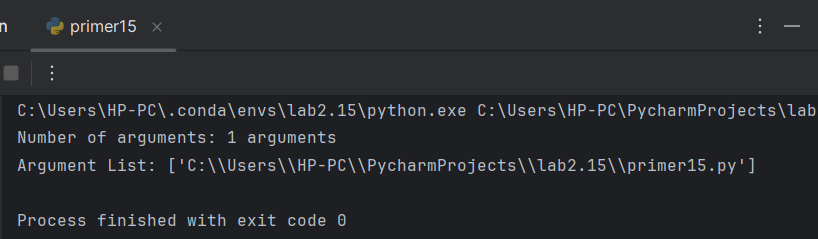 n primer15
C:\Users\HP-PC\.conda\envs\lab2.15\python.exe C:\Users\HP-PC\PycharmProjects\lab
Number of arguments: 1 arguments
Argument List: ['C:\\Users\\HP-PC\\PycharmProjects\\lab2.15\\primer15.py']
Process finished with exit code 0